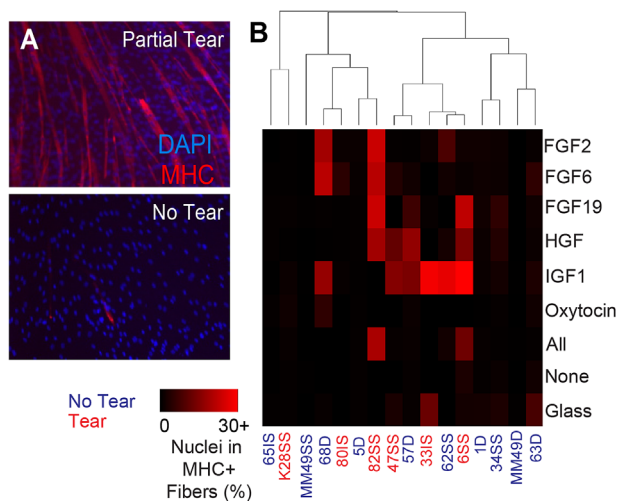 A
Partial Tear
DAPI
MHC
No Tear
B
FGF2
FGF6
FGF19
HGF
IGF1
Oxytocin
All
None
Glass
65IS
K28SS
MM49SS
68D
80IS
5D
82SS
47SS
57D
33IS
62SS
6SS
1D
34SS
MM49D
63D
No Tear
Tear
0
30+
Nuclei in
MHC+
Fibers (%)